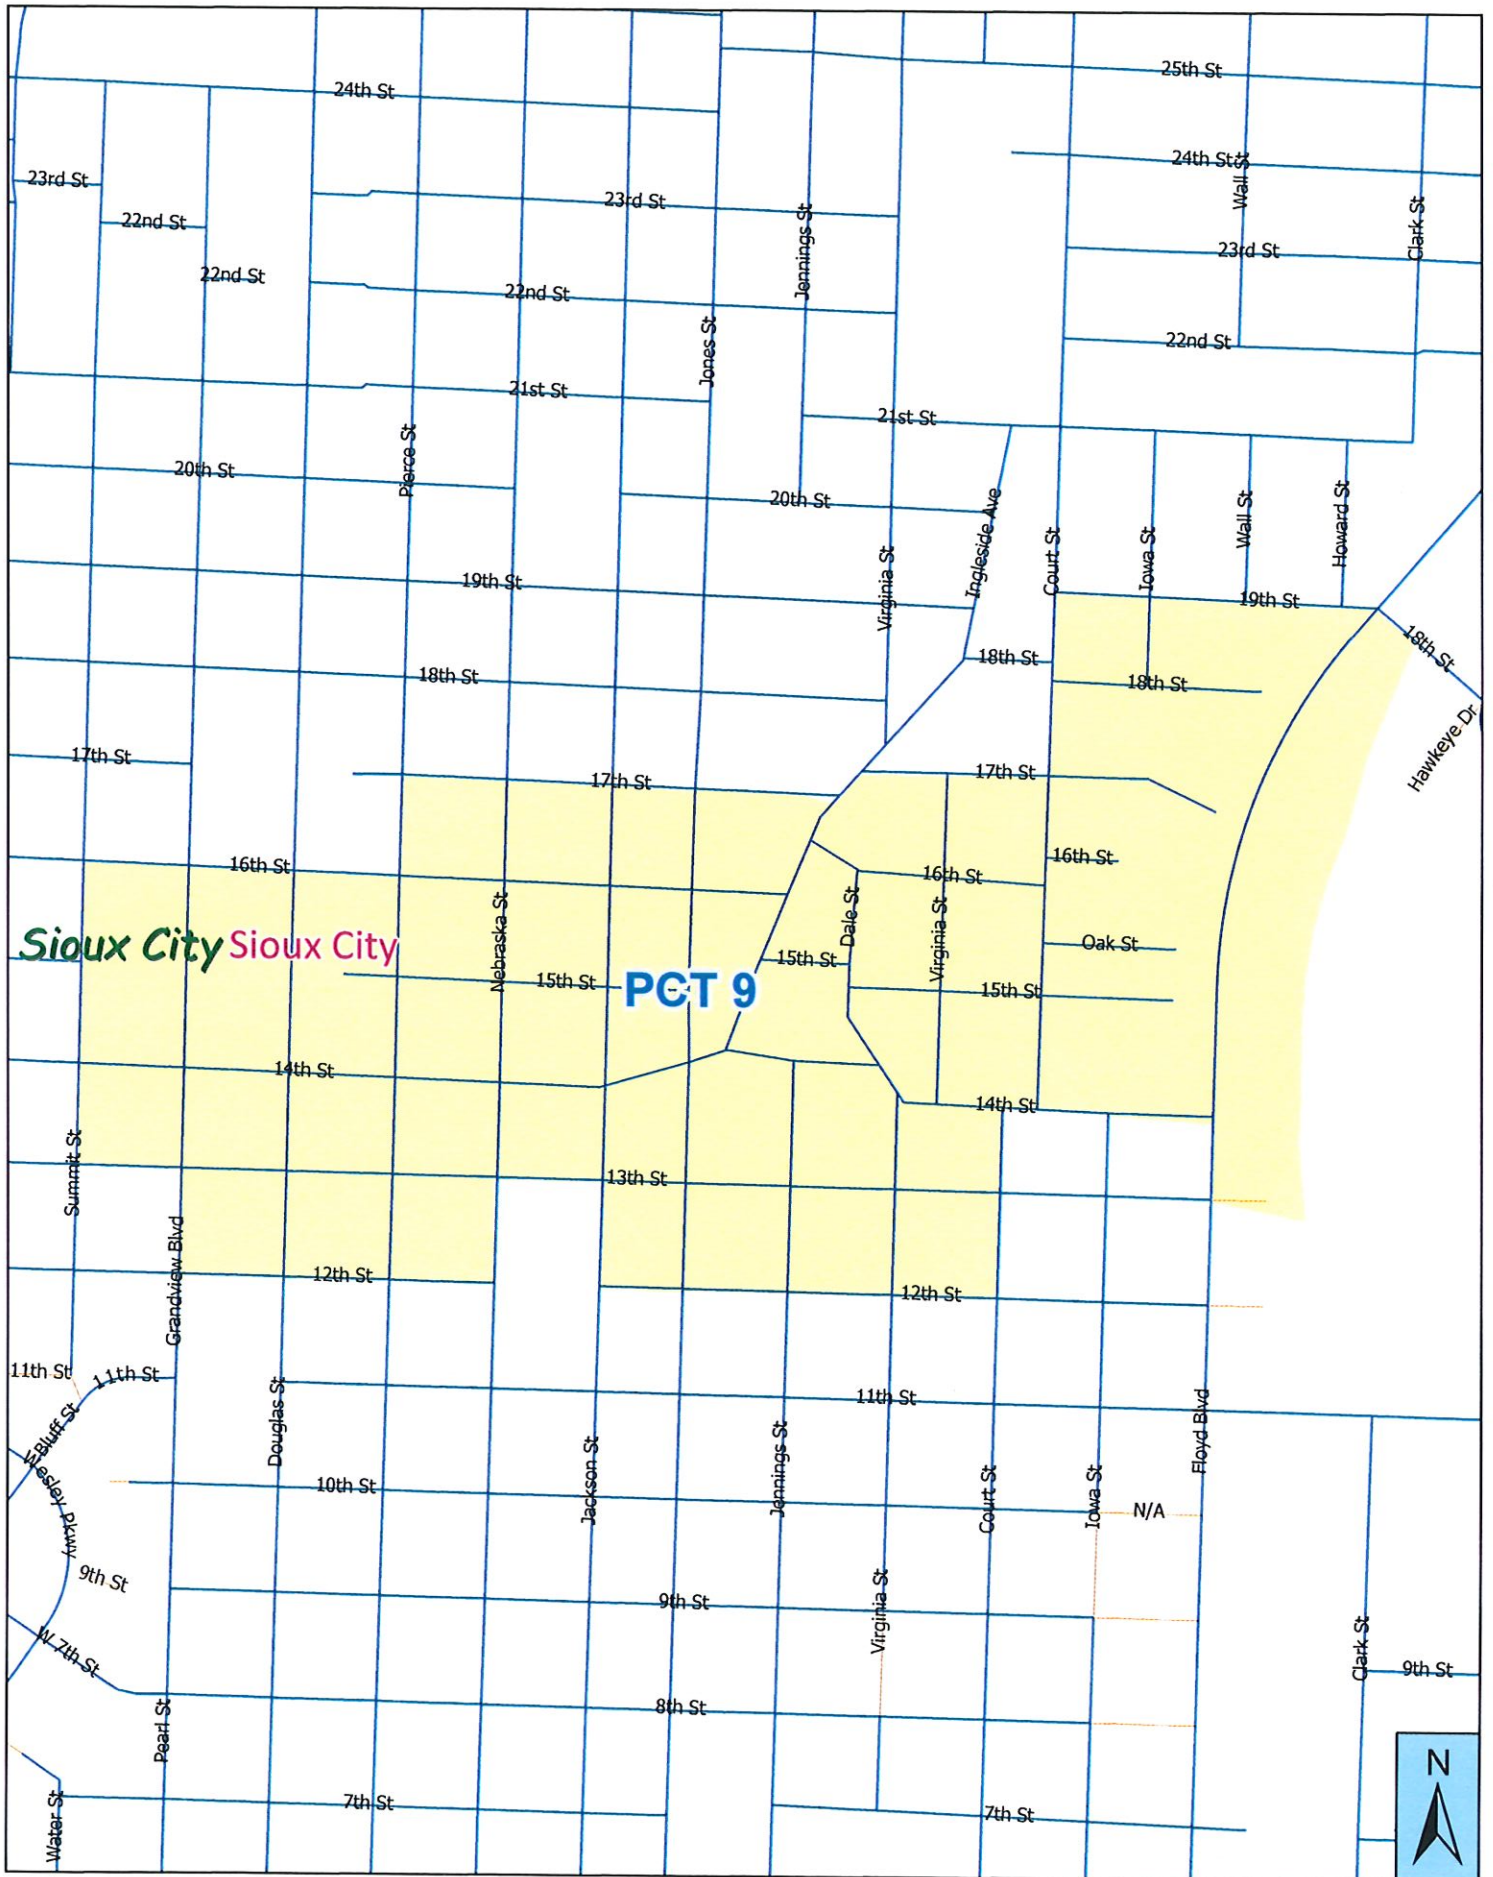 25th St
24th St
24th St
Wall St
23rd St
23rd St
Clark St
22nd St
Jennings St
23rd St
22nd St
22nd St
Jones St
22nd St
21st St
21st St
Pierce St
20th St
20th St
Ingleside Ave
Wall St
Howard St
Court St
Iowa St
Virginia St
19th St
19th St
18th St
18th St
18th St
18th St
Hawkeye Dr
17th St
17th St
17th St
16th St
16th St
16th St
Nebraska St
Dale St
Virginia St
Sioux City
Sioux City
Oak St
15th St
15th St
PCT 9
15th St
14th St
14th St
Summit St
13th St
Grandview Blvd
12th St
12th St
11th St
11th St
11th St
Douglas St
Bluff St
Floyd Blvd
Wesley Pkwy
10th St
Jackson St
Jennings St
Court St
Iowa St
N/A
9th St
9th St
Virginia St
Clark St
9th St
W 7th St
Pearl St
8th St
7th St
7th St
Water St
N